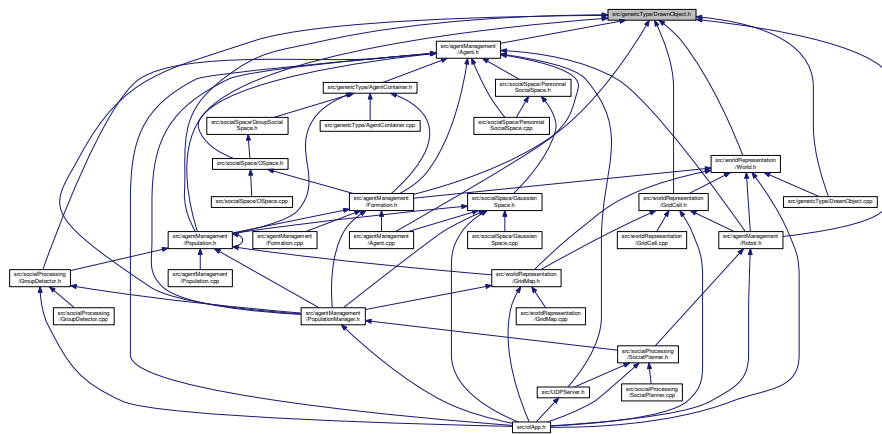 src/genericType/DrawnObject.h
src/agentManagement
/Agent.h
src/genericType/AgentContainer.h
src/socialSpace/Personnal
SocialSpace.h
src/socialSpace/GroupSocial
Space.h
src/genericType/AgentContainer.cpp
src/socialSpace/Personnal
SocialSpace.cpp
src/socialSpace/OSpace.h
src/worldRepresentation
/World.h
src/socialSpace/OSpace.cpp
src/agentManagement
/Formation.h
src/socialSpace/Gaussian
Space.h
src/worldRepresentation
/GridCell.h
src/genericType/DrawnObject.cpp
src/agentManagement
/Population.h
src/agentManagement
/Formation.cpp
src/agentManagement
/Agent.cpp
src/socialSpace/Gaussian
Space.cpp
src/worldRepresentation
/GridCell.cpp
src/agentManagement
/Robot.h
src/socialProcessing
/GroupDetector.h
src/agentManagement
/Population.cpp
src/worldRepresentation
/GridMap.h
src/socialProcessing
/GroupDetector.cpp
src/agentManagement
/PopulationManager.h
src/worldRepresentation
/GridMap.cpp
src/socialProcessing
/SocialPlanner.h
src/UDPServer.h
src/socialProcessing
/SocialPlanner.cpp
src/ofApp.h